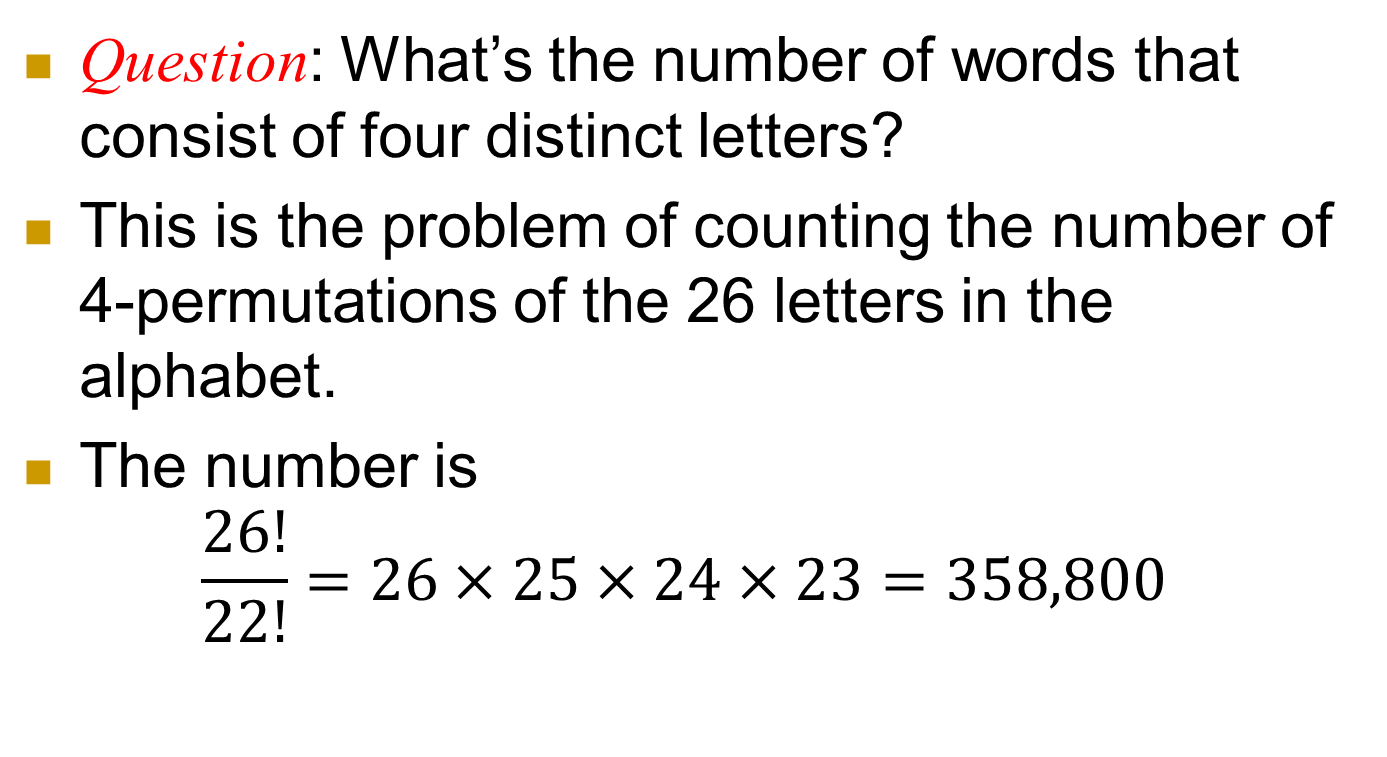 Question: What’s the number of words that
consist of four distinct letters?
This is the problem of counting the number of
4-permutations of the 26 letters in the
alphabet.
The number is
26!
22! = 26 × 25 × 24 × 23 = 358,800